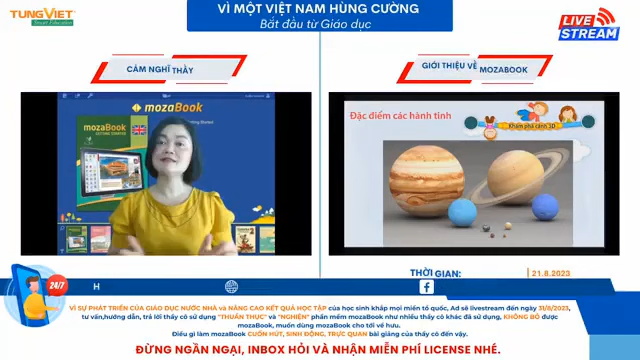 TUNGVIET
Smart Education
VÌ MỘT VIỆT NAM HÙNG CƯỜNG
Bắt đầu từ Giáo dục
LIVE
STREAM
CẢM NGHĨ THẦY
GIỚI THIỆU VỀ MOZABOOK
mozaBook
mozaBook
GETTING STARTED
Đặc điểm các hành tinh
Khám phá cảnh 3D
THỜI GIAN:
21.8.2023
24/7
H
VÌ SỰ PHÁT TRIỂN CỦA GIÁO DỤC NƯỚC NHÀ và NÂNG CAO KẾT QUẢ HỌC TẬP của học sinh khắp mọi miền tổ quốc, Ad sẽ livestream đến ngày 31/8/2023,
tư vấn,hướng dẫn, trả lời thầy cô sử dụng "THUẦN THỤC" và "NGHIỆN" phần mềm mozaBook như nhiều thầy cô khác đã sử dụng, KHÔNG BỎ được
mozaBook, muốn dùng mozaBook cho tới về hưu.
Điều gì làm mozaBook CUỐN HÚT, SINH ĐỘNG, TRỰC QUAN bài giảng của thầy cô đến vậy.
ĐỪNG NGẦN NGẠI, INBOX HỎI VÀ NHẬN MIỄN PHÍ LICENSE NHÉ.